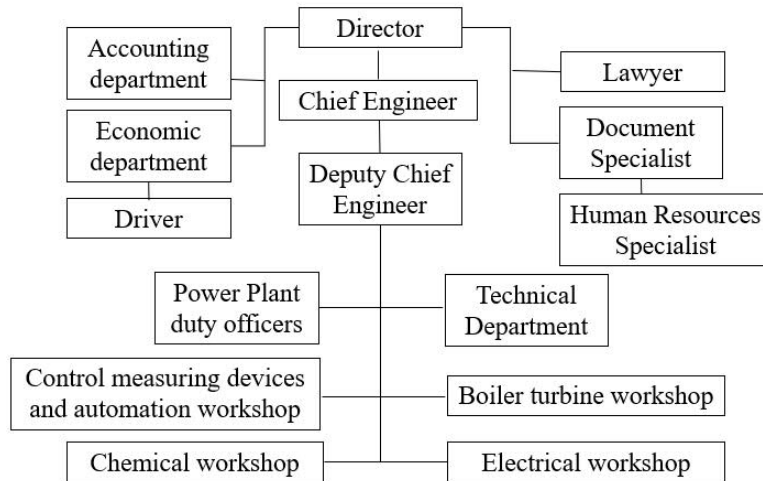 Director
Accounting
department
Lawyer
Chief Engineer
Economic
department
Document
Specialist
Deputy Chief
Engineer
Driver
Human Resources
Specialist
Power Plant
duty officers
Technical
Department
Control measuring devices
and automation workshop
Boiler turbine workshop
Chemical workshop
Electrical workshop